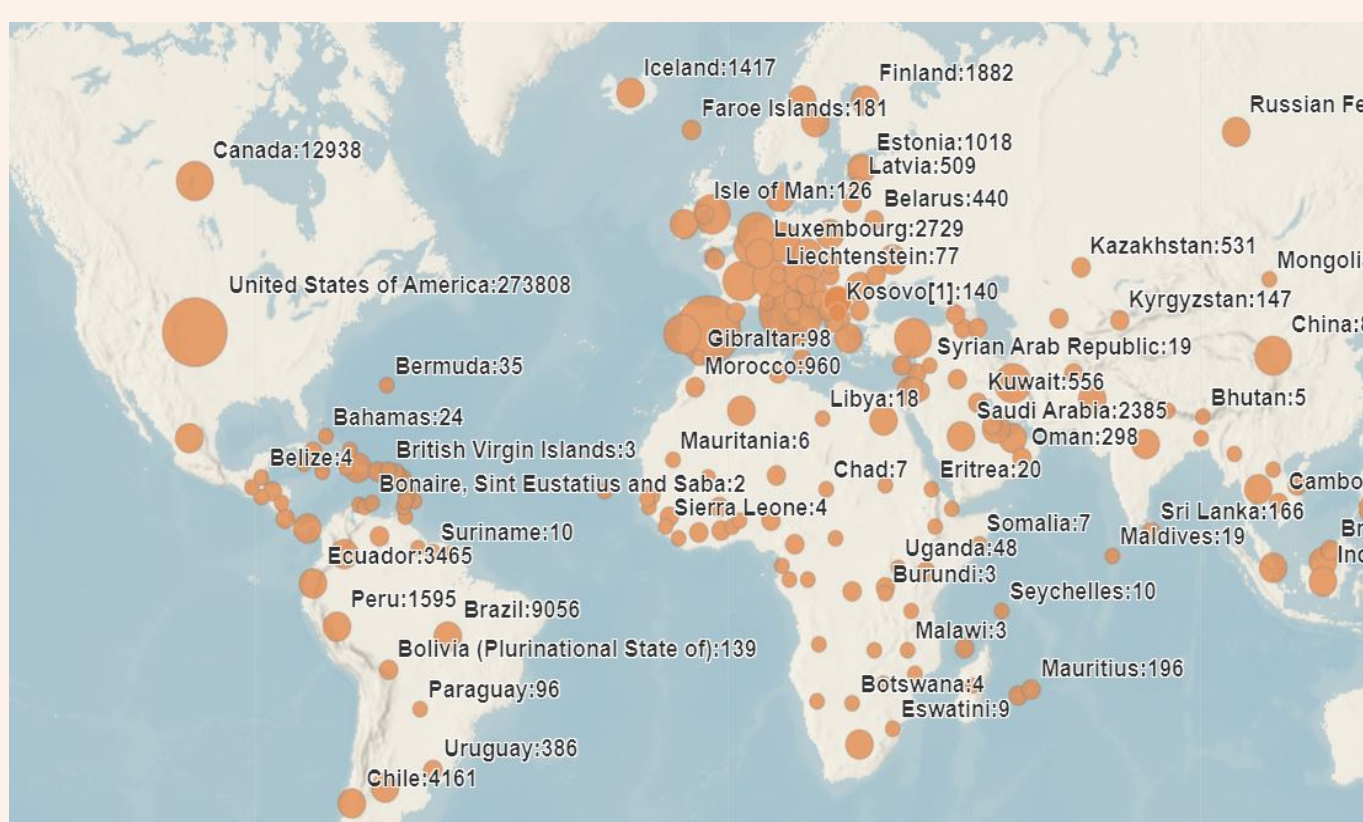 Iceland:1417
Finland:1882
Faroe Islands:181
Russian Fe
Canada:12938
Estonia:1018
Latvia:509
Isle of Man:126
Belarus:440
Luxembourg:2729
Liechtenstein:77
Kazakhstan:531
Mongoli
United States of America:273808
Kosovo[1]:140
Kyrgyzstan:147
China:
Gibraltar:98
Syrian Arab Republic:19
Bermuda:35
Morocco:960
Kuwait:556
Libya:18
Bhutan:5
Bahamas:24
Saudi Arabia:2385
Mauritania:6
Oman:298
British Virgin Islands:3
Belize:4
Chad:7
Eritrea:20
Bonaire, Sint Eustatius and Saba:2
Cambo
Sierra Leone:4
Sri Lanka:166
Somalia:7
Br
Suriname:10
Maldives:19
Uganda:48
Ecuador:3465
Burundi:3
Seychelles:10
Peru:1595
Brazil:9056
Malawi:3
Bolivia (Plurinational State of):139
Mauritius:196
Botswana:4
Paraguay:96
Eswatini:9
Uruguay:386
Chile:4161